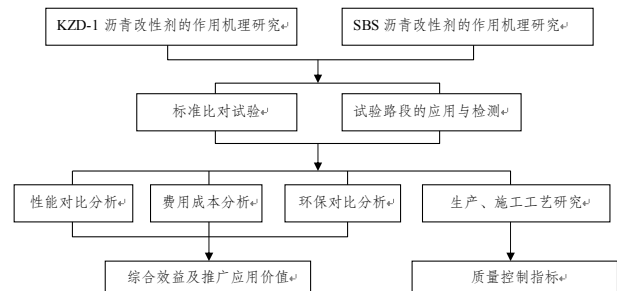 KZD-1 沥青改性剂的作用机理研究
SBS 沥青改性剂的作用机理研究
标准比对试验
试验路段的应用与检测
性能对比分析
费用成本分析
环保对比分析
生产、施工工艺研究
综合效益及推广应用价值
质量控制指标